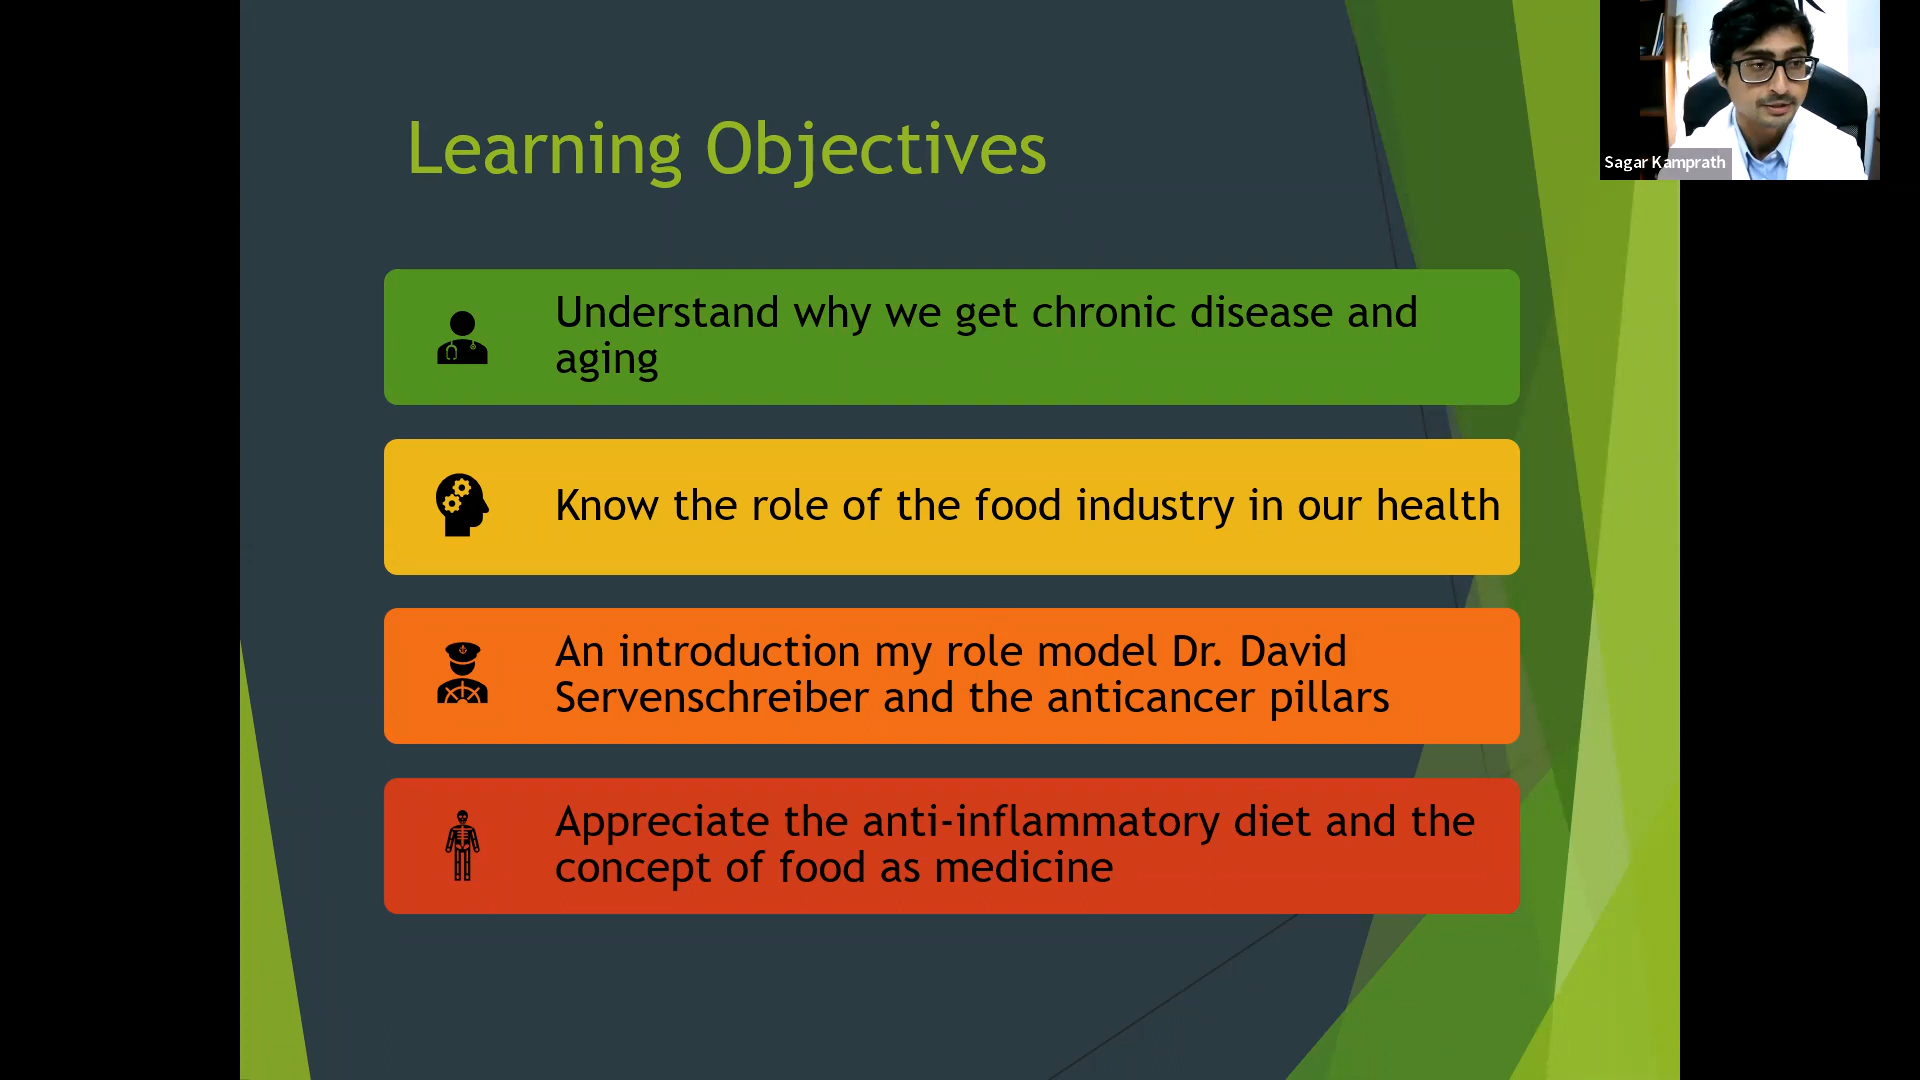 Learning Objectives
Sagar Kamprath
Understand why we get chronic disease and
aging
Know the role of the food industry in our health
An introduction my role model Dr. David
Servenschreiber and the anticancer pillars
Appreciate the anti-inflammatory diet and the
concept of food as medicine